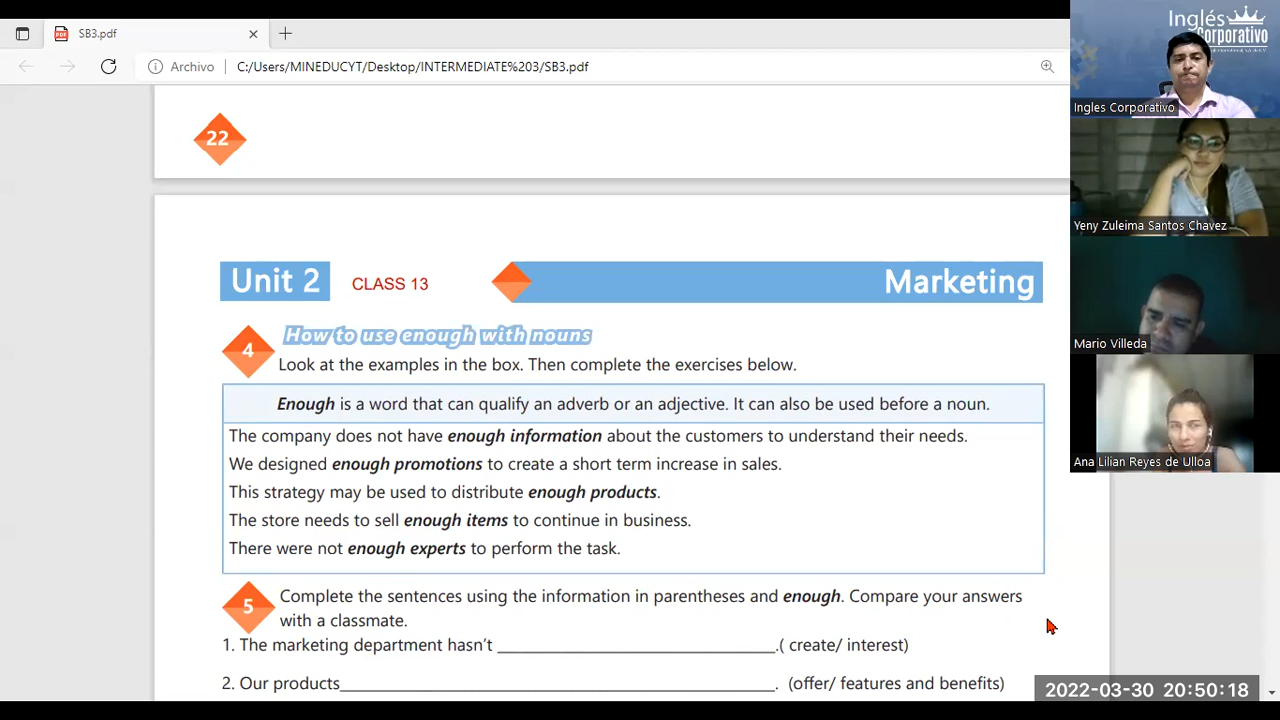 SB3.pdf
Archivo
C:/Users/MINEDUCYT/Desktop/INTERMEDIATE%203/SB3.pdf
22
Unit 2
CLASS 13
Marketing
4
How to use enough with nouns
Look at the examples in the box. Then complete the exercises below.
Enough is a word that can qualify an adverb or an adjective. It can also be used before a noun.
The company does not have enough information about the customers to understand their needs.
We designed enough promotions to create a short term increase in sales.
This strategy may be used to distribute enough products.
The store needs to sell enough items to continue in business.
There were not enough experts to perform the task.
5
Complete the sentences using the information in parentheses and enough. Compare your answers
with a classmate.
1. The marketing department hasn't ______________________________.( create/ interest)
2. Our products_______________________________________________. (offer/ features and benefits)
Inglés
Corporativo
Ingles Corporativo
Yeny Zuleima Santos Chavez
Mario Villeda
Ana Lilian Reyes de Ulloa
2022-03-30 20:50:18